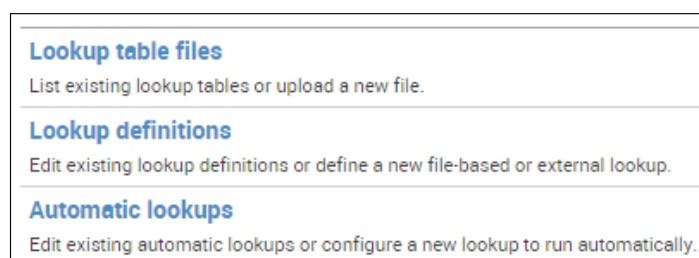 Lookup table files
List existing lookup tables or upload a new file.
Lookup definitions
Edit existing lookup definitions or define a new file-based or external lookup.
Automatic lookups
Edit existing automatic lookups or configure a new lookup to run automatically.